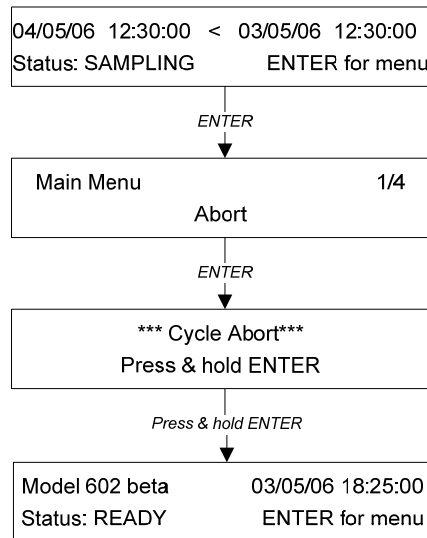 04/05/06 12:30:00 < 03/05/06 12:30:00
Status: SAMPLING ENTER for menu
ENTER
Main Menu 1/4
Abort
ENTER
*** Cycle Abort***
Press & hold ENTER
Press & hold ENTER
Model 602 beta 03/05/06 18:25:00
Status: READY ENTER for menu